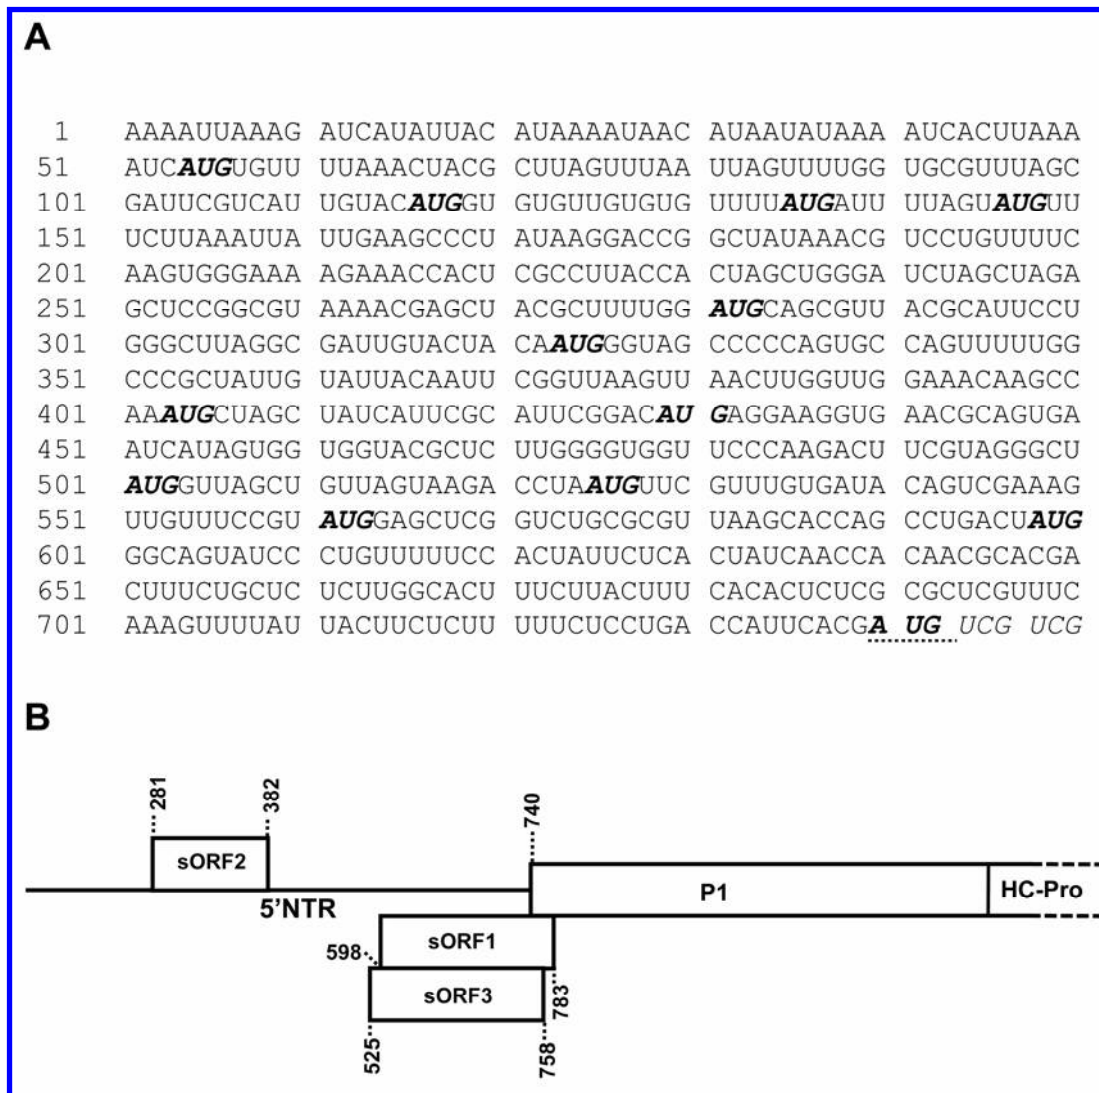 A
1 AAAAUUAAAG AUCAUAUUAC AUAAAAUAAC AUAAUAUAAA AUCACUUAAA
51 AUCAUGUGUU UUAAACUACG CUUAGUUUAA UUAGUUUUGG UGCGUUUAGC
101 GAUUCGUCAU UGUACAUGGU GUGUUGUGUG UUUUAUGAUU UUAGUAUGUU
151 UCUUAAAUUA UUGAAGCCCU AUAAGGACCG GCUAUAAACG UCCUGUUUUC
201 AAGUGGGAAA AGAAACCACU CGCCUUACCA CUAGCUGGGA UCUAGCUAGA
251 GCUCCGGCGU AAAACGAGCU ACGCUUUUGG AUGCAGCGUU ACGCAUUCCU
301 GGGCUUAGGC GAUUGUACUA CAAUGGGUAG CCCCCAGUGC CAGUUUUUGG
351 CCCGCUAUUG UAUUACAAUU CGGUUAAGUU AACUUGGUUG GAAACAAGCC
401 AAAUGCUAGC UAUCAUUCGC AUUCGGACAU GAGGAAGGUG AACGCAGUGA
451 AUCAUAGUGG UGGUACGCUC UUGGGGUGGU UCCCAAGACU UCGUAGGGCU
501 AUGGUUAGCU GUUAGUAAGA CCUAAUGUUC GUUUGUGAUA CAGUCGAAAG
551 UUGUUUCCGU AUGGAGCUCG GUCUGCGCGU UAAGCACCAG CCUGACUAUG
601 GGCAGUAUCC CUGUUUUUCC ACUAUUCUCA CUAUCAACCA CAACGCACGA
651 CUUUCUGCUC UCUUGGCACU UUCUUACUUU CACACUCUCG CGCUCGUUUC
701 AAAGUUUUAU UACUUCUCUU UUUCUCCUGA CCAUUCACGA UG UCG UCG
B
281 382 740
sORF2
P1 HC-Pro
5'NTR
sORF1
598
sORF3
783
525 758